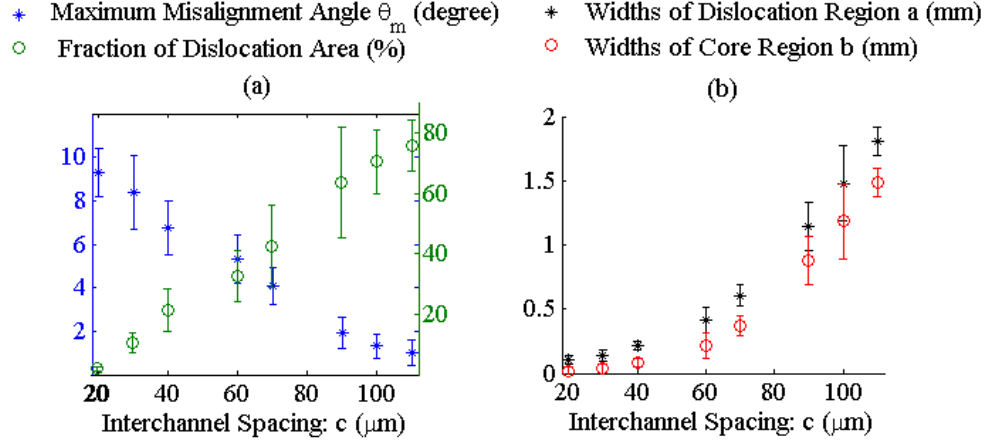 Maximum Misalignment Angle θm (degree)
Fraction of Dislocation Area (%)
Widths of Dislocation Region a (mm)
Widths of Core Region b (mm)
(a)
10
8
6
4
2
80
60
40
20
20 40 60 80 100
Interchannel Spacing: c (μm)
(b)
2
1.5
1
0.5
0
20 40 60 80 100
Interchannel Spacing: c (μm)